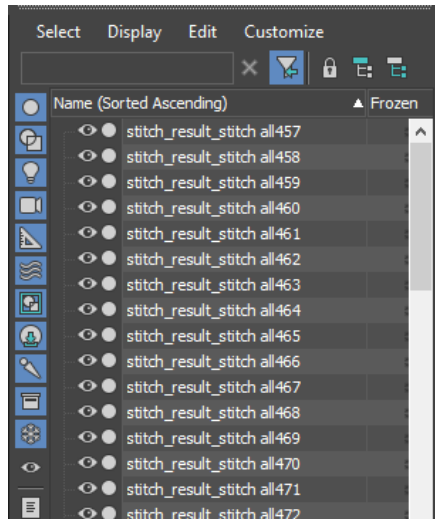 Select Display Edit Customize
Name (Sorted Ascending) Frozen
stitch_result_stitch all457
stitch_result_stitch all458
stitch_result_stitch all459
stitch_result_stitch all460
stitch_result_stitch all461
stitch_result_stitch all462
stitch_result_stitch all463
stitch_result_stitch all464
stitch_result_stitch all465
stitch_result_stitch all466
stitch_result_stitch all467
stitch_result_stitch all468
stitch_result_stitch all469
stitch_result_stitch all470
stitch_result_stitch all471
stitch_result_stitch all472